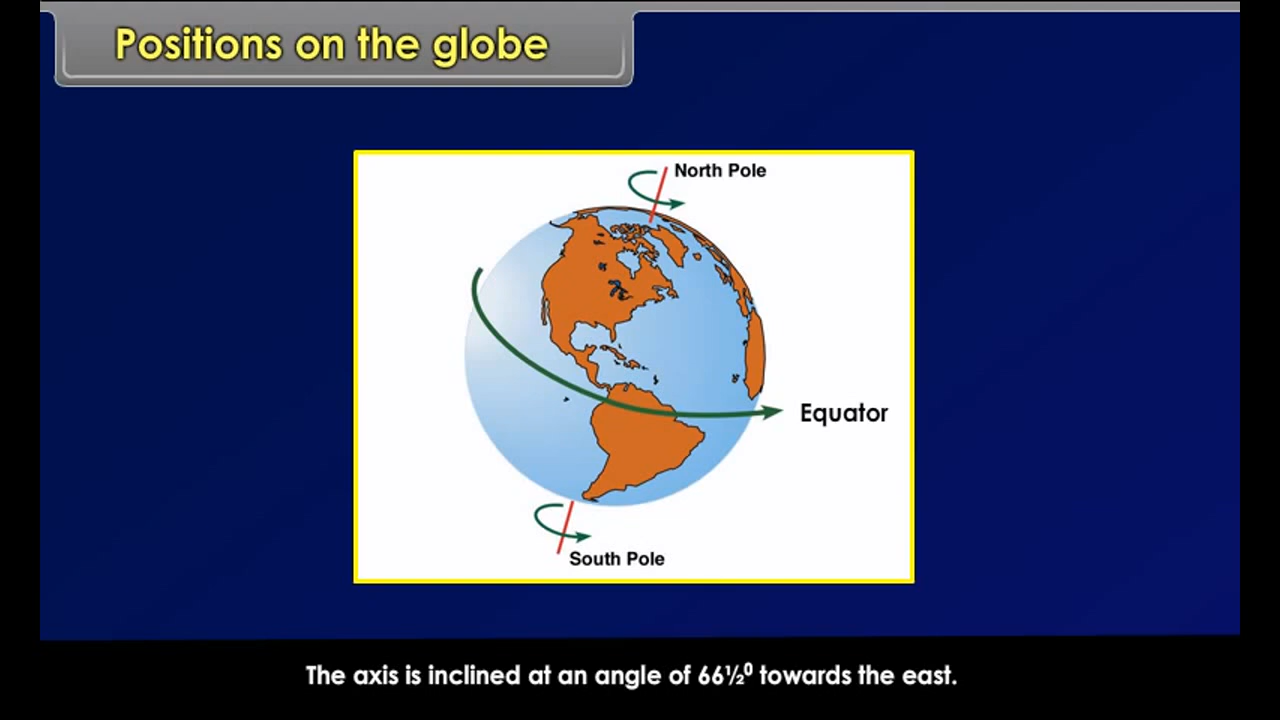 Positions on the globe
North Pole
Equator
South Pole
The axis is inclined at an angle of 66½⁰ towards the east.